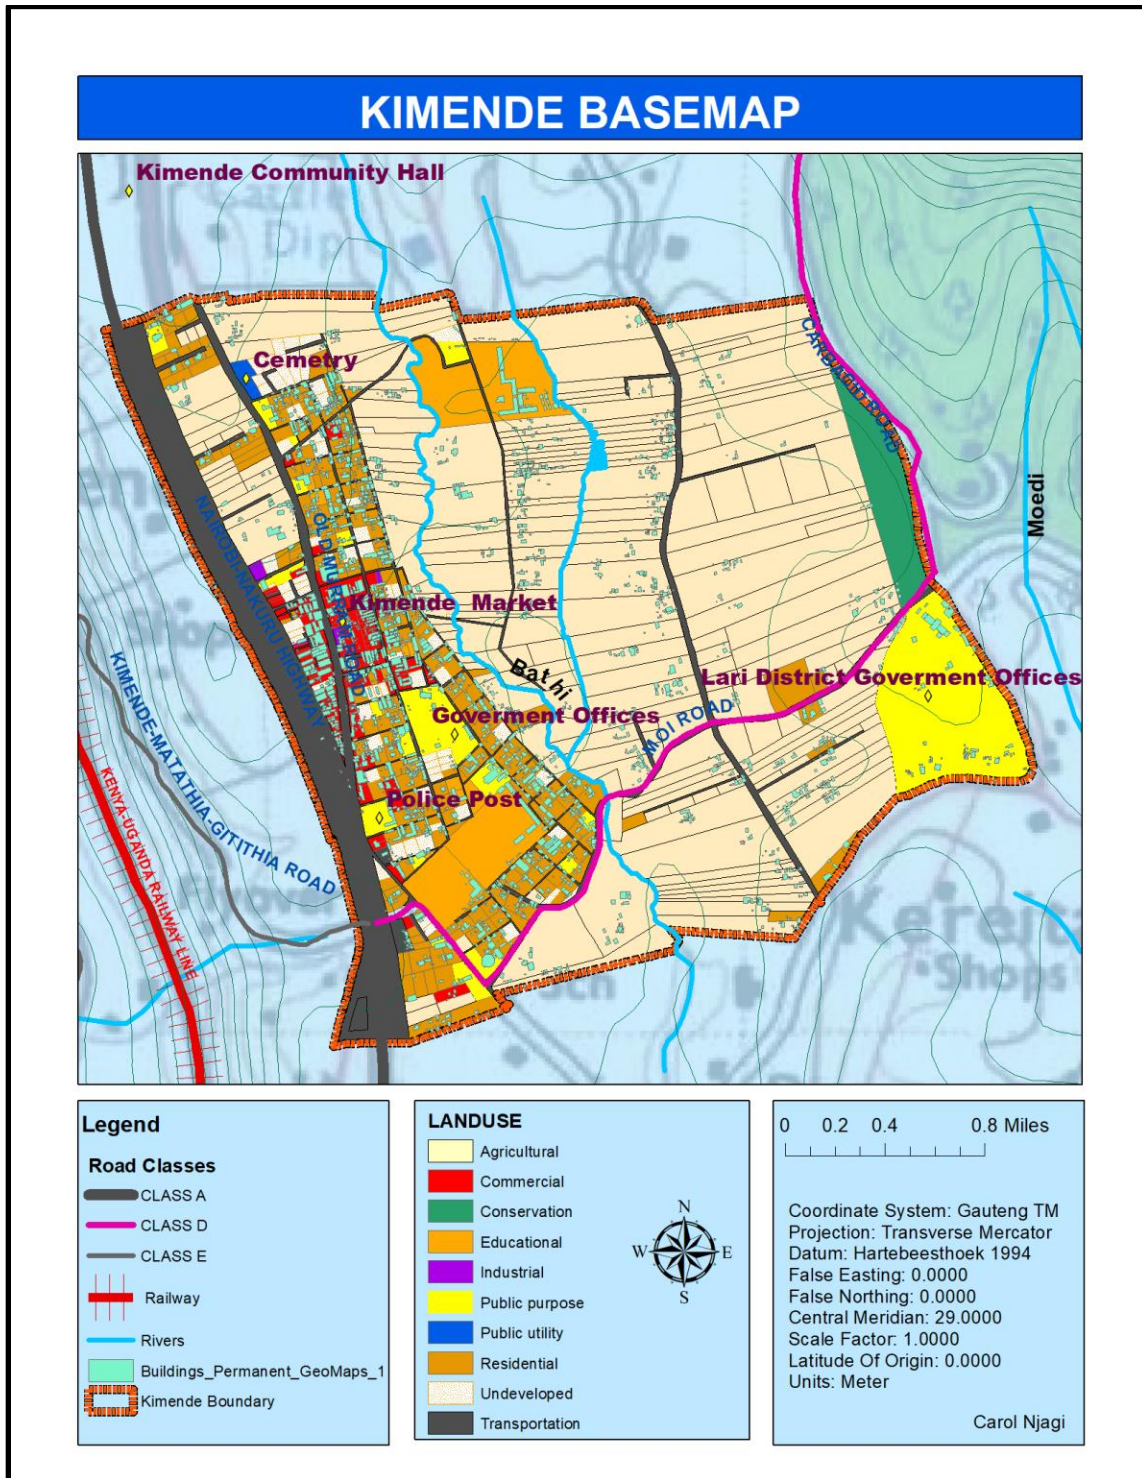 KIMENDE BASEMAP
Kimende Community Hall
Dip
Cemetry
CARBACID ROAD
Moedi
NAIROBI-NAKURU HIGHWAY
Kimende Market
KIMENDE-MATATHIA-GITITHIA ROAD
Bathi
Lari District Goverment Offices
Goverment Offices
MOI ROAD
KENYA-UGANDA RAILWAY LINE
Police Post
Legend
Road Classes
CLASS A
CLASS D
CLASS E
Railway
Rivers
Buildings_Permanent_GeoMaps_1
Kimende Boundary
LANDUSE
Agricultural
Commercial
Conservation
Educational
Industrial
Public purpose
Public utility
Residential
Undeveloped
Transportation
N
W E
S
0 0.2 0.4 0.8 Miles
Coordinate System: Gauteng TM
Projection: Transverse Mercator
Datum: Hartebeesthoek 1994
False Easting: 0.0000
False Northing: 0.0000
Central Meridian: 29.0000
Scale Factor: 1.0000
Latitude Of Origin: 0.0000
Units: Meter
Carol Njagi